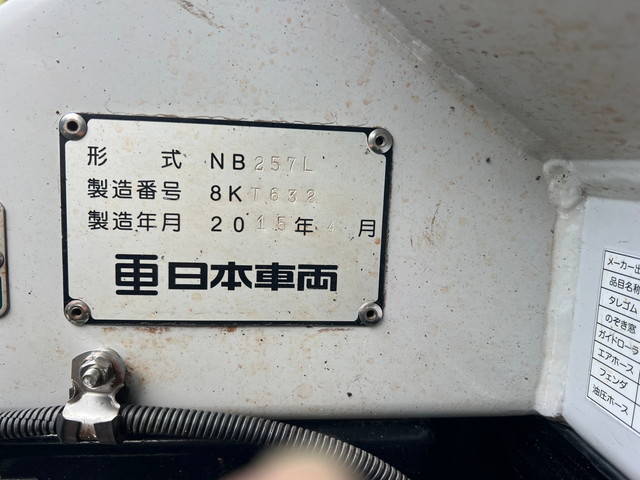 形 式 NB257L
製造番号 8KT632
製造年月 2015年4月
日本車両
メーカー出
品目名称
タレゴム
のぞき窓
ガイドローラ
エアホース
フェンダ
油圧ホース